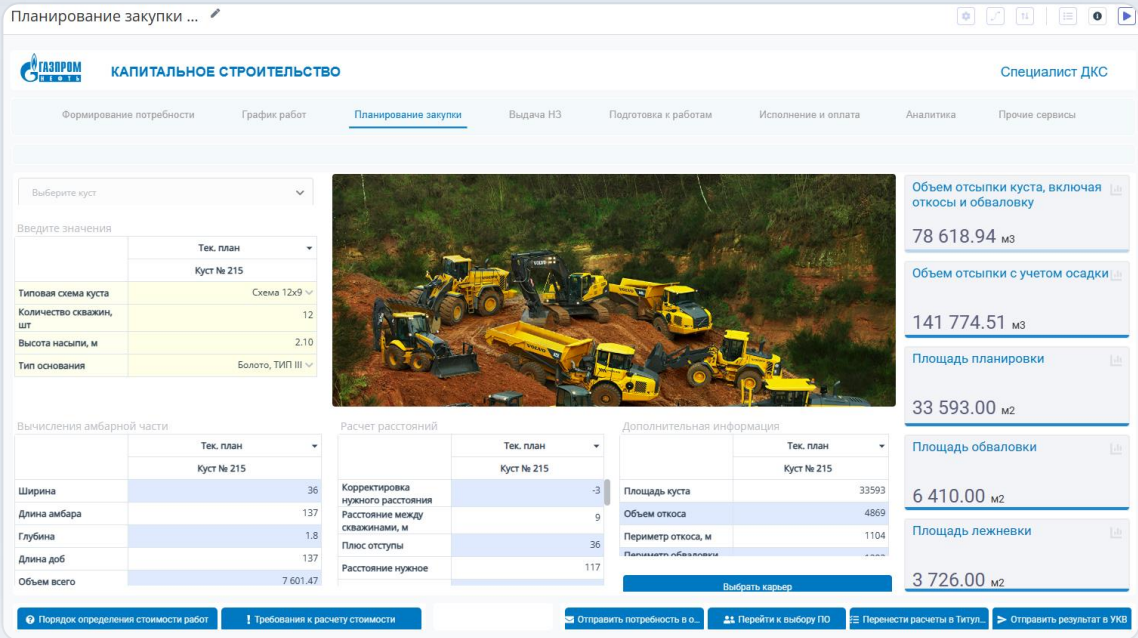 Планирование закупки ...
ГАЗПРОМ
НЕФТЬ
КАПИТАЛЬНОЕ СТРОИТЕЛЬСТВО
Специалист ДКС
Формирование потребности
График работ
Планирование закупки
Выдача НЗ
Подготовка к работам
Исполнение и оплата
Аналитика
Прочие сервисы
Выберите куст
Введите значения
Тек. план
Куст № 215
Типовая схема куста
Схема 12х9
Количество скважин,
шт
12
Высота насыпи, м
2.10
Тип основания
Болото, ТИП III
VOLVO
VOLVO
Объем отсыпки куста, включая
откосы и обваловку
78 618.94 м3
Объем отсыпки с учетом осадки
141 774.51 м3
Площадь планировки
33 593.00 м2
Площадь обваловки
6 410.00 м2
Площадь лежневки
3 726.00 м2
Вычисления амбарной части
Тек. план
Куст № 215
Ширина
36
Длина амбара
137
Глубина
1.8
Длина доб
137
Объем всего
7 601.47
Расчет расстояний
Тек. план
Куст № 215
Корректировка
нужного расстояния
-3
Расстояние между
скважинами, м
9
Плюс отступы
36
Расстояние нужное
117
Дополнительная информация
Тек. план
Куст № 215
Площадь куста
33593
Объем откоса
4869
Периметр откоса, м
1104
Периметр обваловки
Выбрать карьер
Порядок определения стоимости работ
Требования к расчету стоимости
Отправить потребность в о...
Перейти к выбору ПО
Перенести расчеты в Титул...
Отправить результат в УКВ